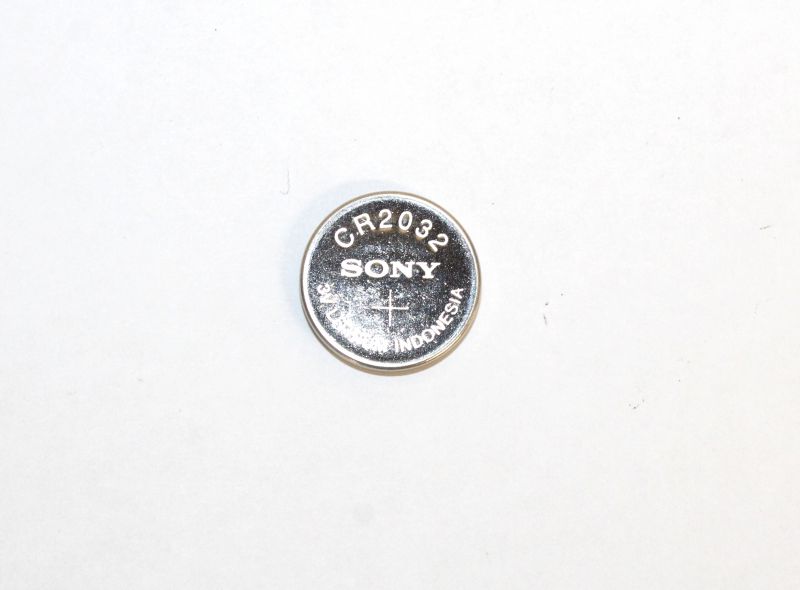 CR2032
SONY
+
3V INDONESIA